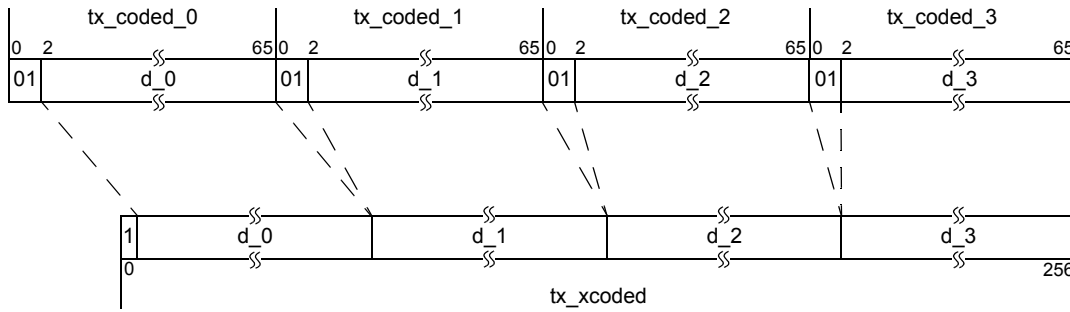 tx_coded_0 tx_coded_1 tx_coded_2 tx_coded_3
0 2 65 0 2 65 0 2 65 0 2 65
01 d_0 01 d_1 01 d_2 01 d_3
1 d_0 d_1 d_2 d_3
0 256
tx_xcoded